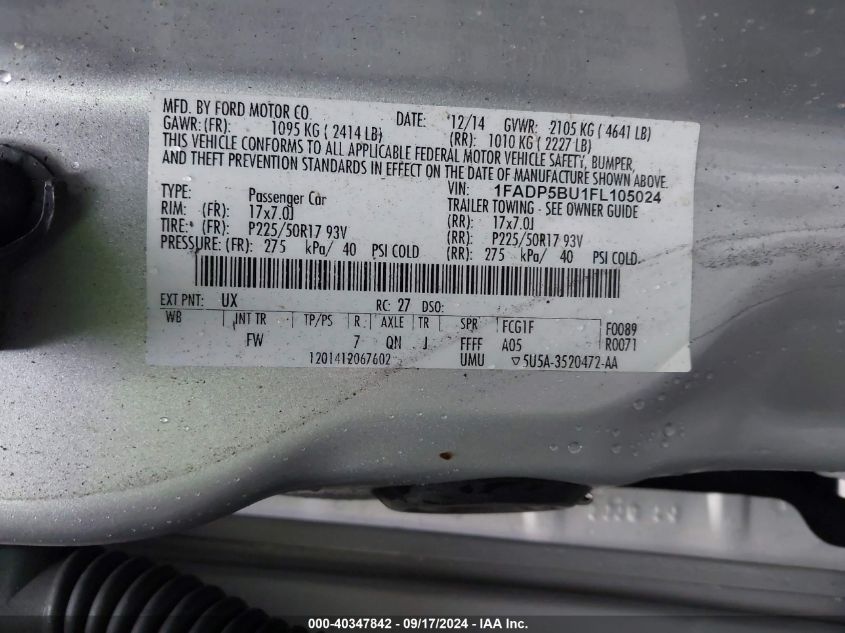 MFD. BY FORD MOTOR CO.
DATE: 12/14 GVWR: 2105 KG ( 4641 LB)
GAWR:(FR): 1095 KG ( 2414 LB) (RR): 1010 KG ( 2227 LB)
THIS VEHICLE CONFORMS TO ALL APPLICABLE FEDERAL MOTOR VEHICLE SAFETY, BUMPER,
AND THEFT PREVENTION STANDARDS IN EFFECT ON THE DATE OF MANUFACTURE SHOWN ABOVE.
VIN: 1FADP5BU1FL105024
TYPE: Passenger Car TRAILER TOWING - SEE OWNER GUIDE
RIM: (FR): 17x7.0J (RR): 17x7.0J
TIRE: (FR): P225/50R17 93V (RR): P225/50R17 93V
PRESSURE: (FR): 275 kPa/ 40 PSI COLD (RR): 275 kPa/ 40 PSI COLD
EXT PNT: UX RC: 27 DSO:
WB INT TR TP/PS R AXLE TR SPR FCG1F F0089
FW 7 QN J FFFF A05 R0071
1201412067602 UMU ▽5U5A-3520472-AA
000-40347842 - 09/17/2024 - IAA Inc.